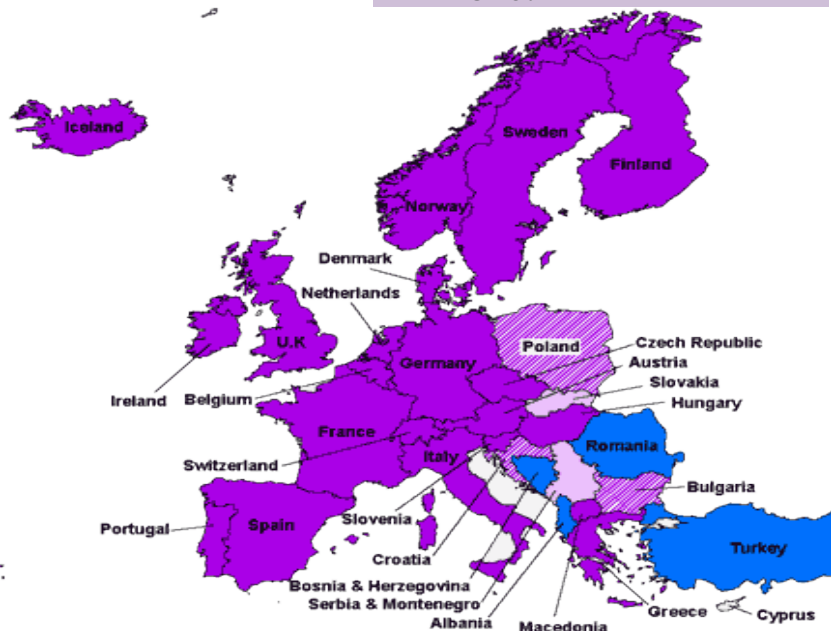 Iceland
Sweden
Finland
Norway
Denmark
Netherlands
U.K
Poland
Czech Republic
Germany
Austria
Slovakia
Ireland
Belgium
Hungary
France
Romania
Italy
Switzerland
Bulgaria
Slovenia
Portugal
Spain
Turkey
Croatia
Bosnia & Herzegovina
Serbia & Montenegro
Greece
Cyprus
Albania
Macedonia